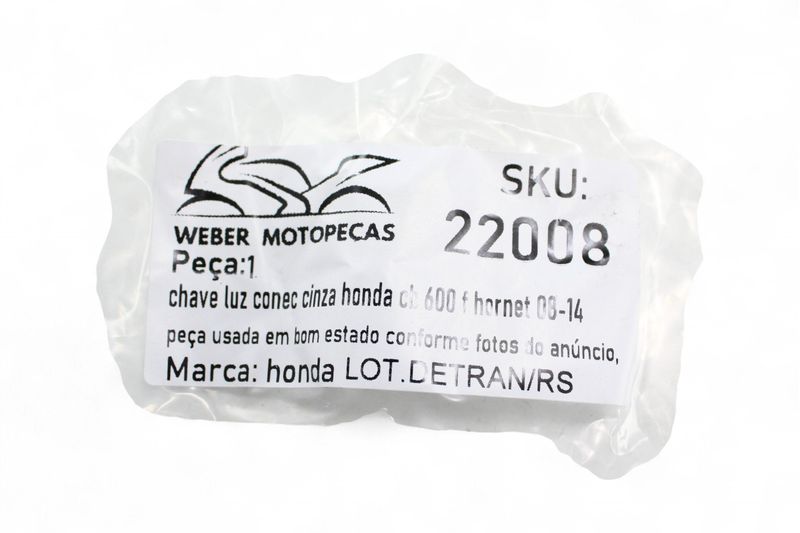 SKU:
22008
WEBER MOTOPEÇAS
Peça:1
chave luz conec cinza honda cb 600 f hornet 08-14
peça usada em bom estado conforme fotos do anúncio,
Marca: honda LOT.DETRAN/RS